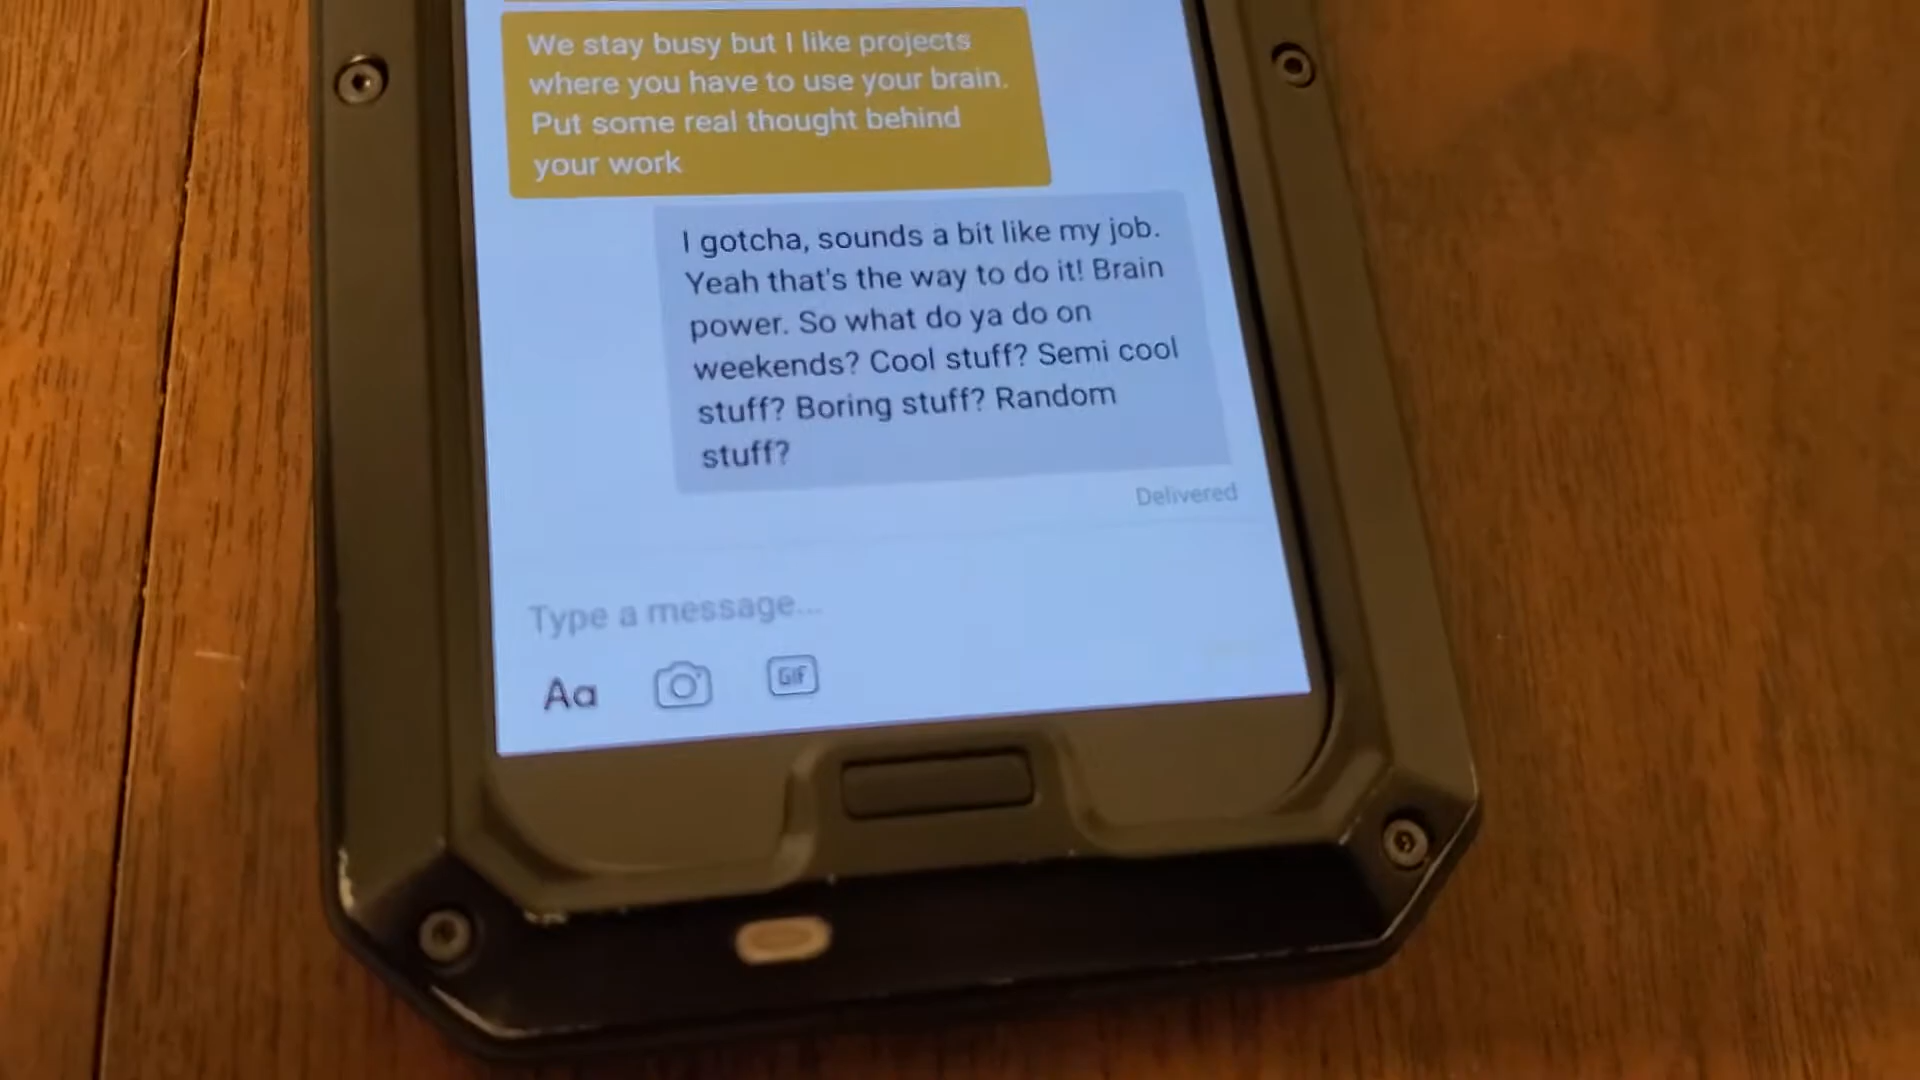 We stay busy but I like projects
where you have to use your brain.
Put some real thought behind
your work
I gotcha, sounds a bit like my job.
Yeah that's the way to do it! Brain
power. So what do ya do on
weekends? Cool stuff? Semi cool
stuff? Boring stuff? Random
stuff?
Delivered
Type a message...
Aa
GIF